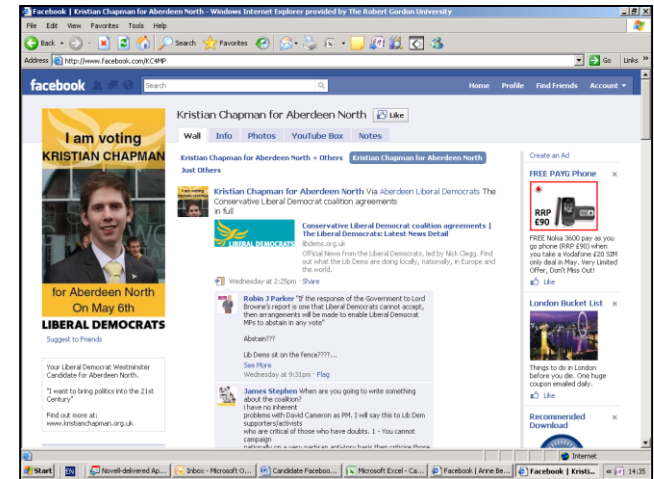 Facebook | Kristian Chapman for Aberdeen North - Windows Internet Explorer provided by The Robert Gordon University
File Edit View Favorites Tools Help
Back Search Favorites
Address http://www.facebook.com/KC4MP Go Links »
facebook Search Home Profile Find Friends Account
I am voting
KRISTIAN CHAPMAN
for Aberdeen North
On May 6th
LIBERAL DEMOCRATS
Suggest to Friends
Your Liberal Democrat Westminster
Candidate for Aberdeen North.
"I want to bring politics into the 21st
Century"
Find out more at:
www.kristianchapman.org.uk
Kristian Chapman for Aberdeen North Like
Wall Info Photos YouTube Box Notes
Kristian Chapman for Aberdeen North + Others Kristian Chapman for Aberdeen North
Just Others
Kristian Chapman for Aberdeen North Via Aberdeen Liberal Democrats The
Conservative Liberal Democrat coalition agreements
in full
LIBERAL DEMOCRATS
Conservative Liberal Democrat coalition agreements |
The Liberal Democrats: Latest News Detail
libdems.org.uk
Official News from the Liberal Democrats, led by Nick Clegg. Find
out what the Lib Dems are doing locally, nationally, in Europe and
the world.
Wednesday at 2:25pm · Share
Robin J Parker "If the response of the Government to Lord
Browne's report is one that Liberal Democrats cannot accept,
then arrangements will be made to enable Liberal Democrat
MPs to abstain in any vote"
Abstain???
Lib Dems sit on the fence????...
See More
Wednesday at 9:31pm · Flag
James Stephen When are you going to write something
about the coalition?
i have no inherent
problems with David Cameron as PM. I will say this to Lib Dem
supporters/activists
who are critical of those who have doubts. 1 - You cannot
campaign
nationally on a very partisan anti-tory basis then criticise those
Create an Ad
FREE PAYG Phone ×
RRP
£90
FREE Nokia 3600 pay as you
go phone (RRP £90) when
you take a Vodafone £20 SIM
only deal in May. Very Limited
Offer, Don't Miss Out!
Like
London Bucket List ×
Things to do in London
before you die. One huge
coupon emailed daily.
Like
Recommended ×
Download
Internet
Start Novell-delivered Ap... Inbox - Microsoft O... Candidate Faceboo... Microsoft Excel - Ca... Facebook | Anne Be... Facebook | Kristi... 14:35